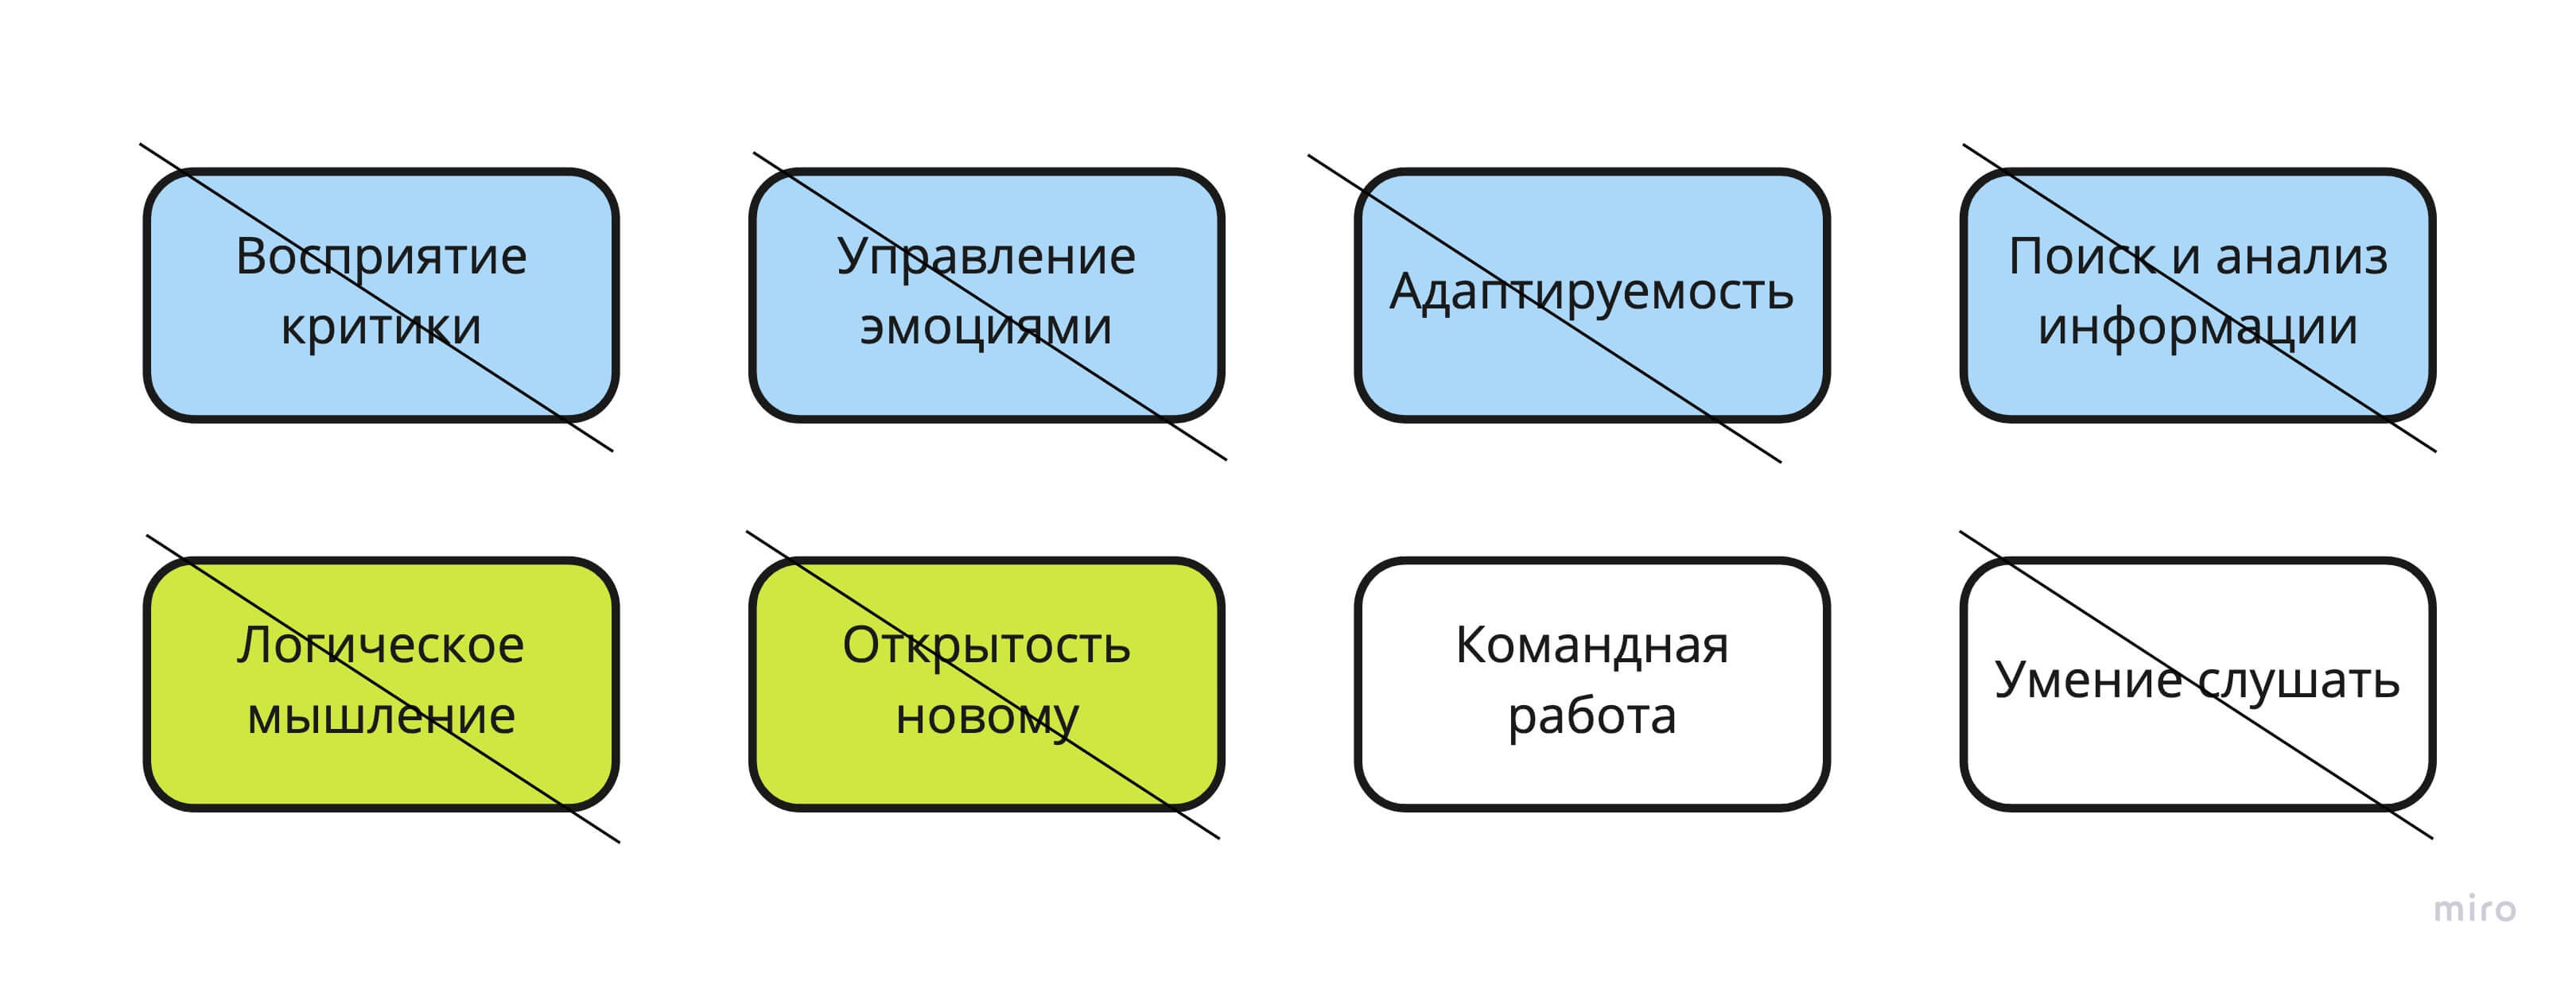 Восприятие
критики
Управление
эмоциями
Адаптируемость
Поиск и анализ
информации
Логическое
мышление
Открытость
новому
Командная
работа
Умение слушать
miro